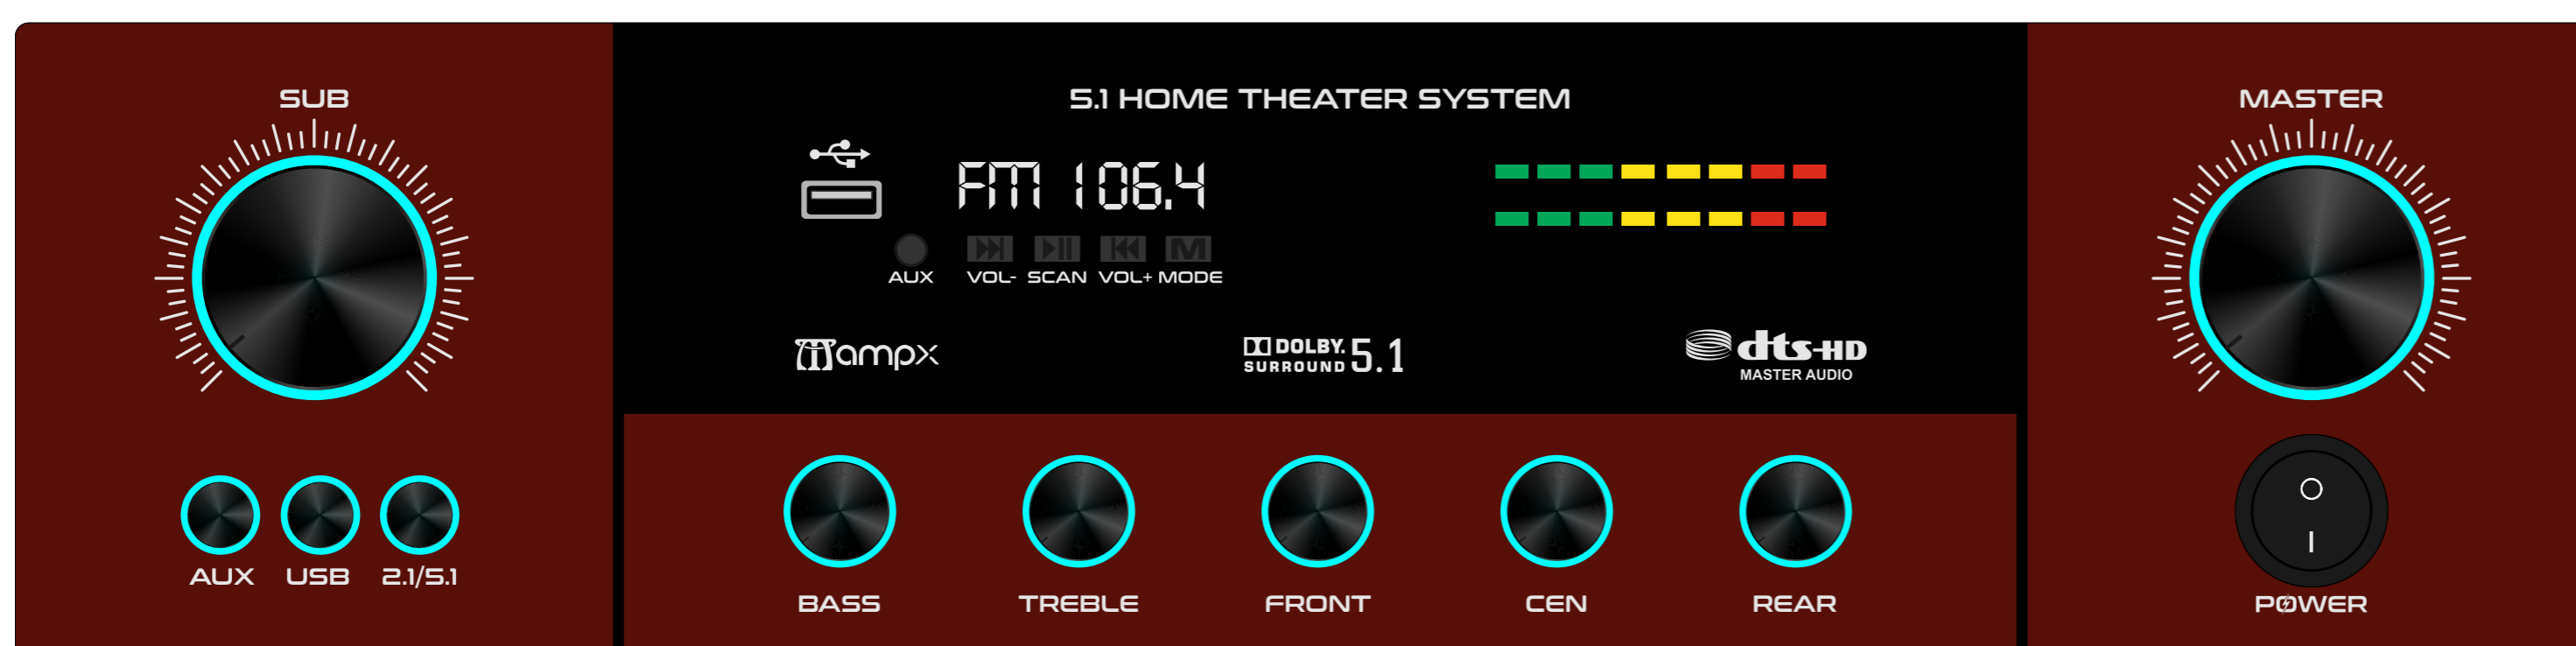 SUB
5.1 HOME THEATER SYSTEM
MASTER
FM 106.4
M
AUX VOL- SCAN VOL+ MODE
ampx
DOLBY.
SURROUND 5.1
dts-HD
MASTER AUDIO
AUX USB 2.1/5.1
BASS TREBLE FRONT CEN REAR
POWER